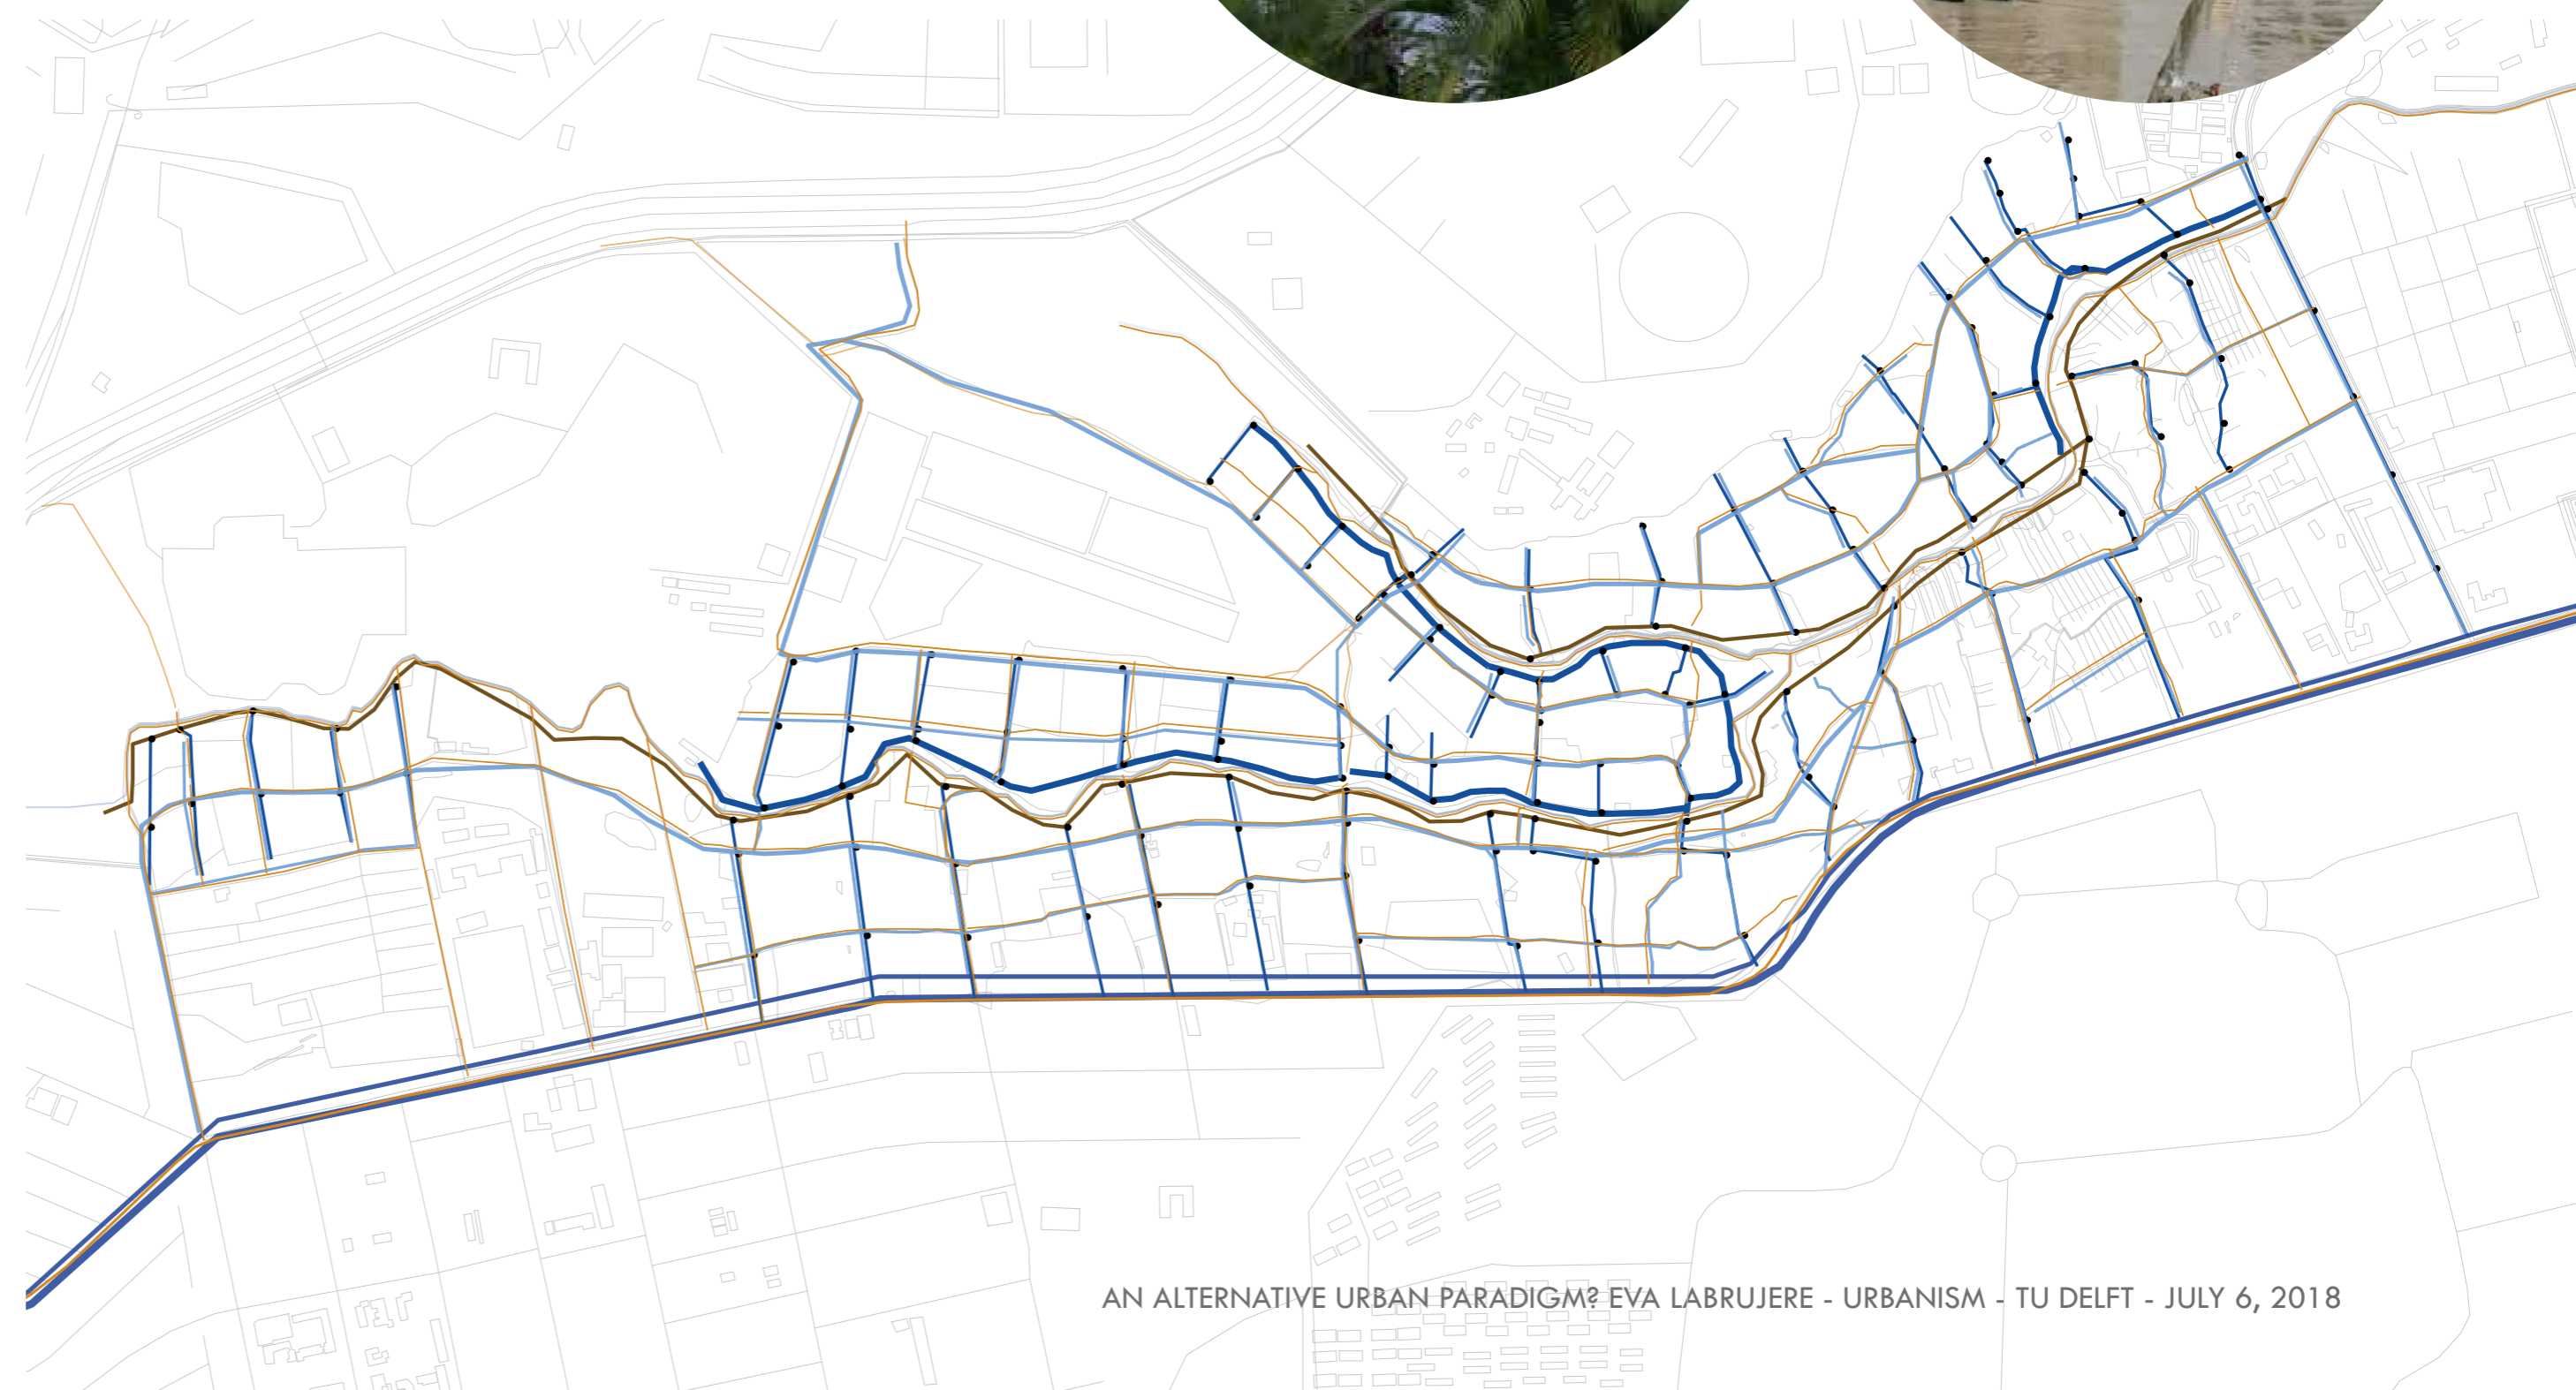 AN ALTERNATIVE URBAN PARADIGM? EVA LABRUJERE - URBANISM - TU DELFT - JULY 6, 2018